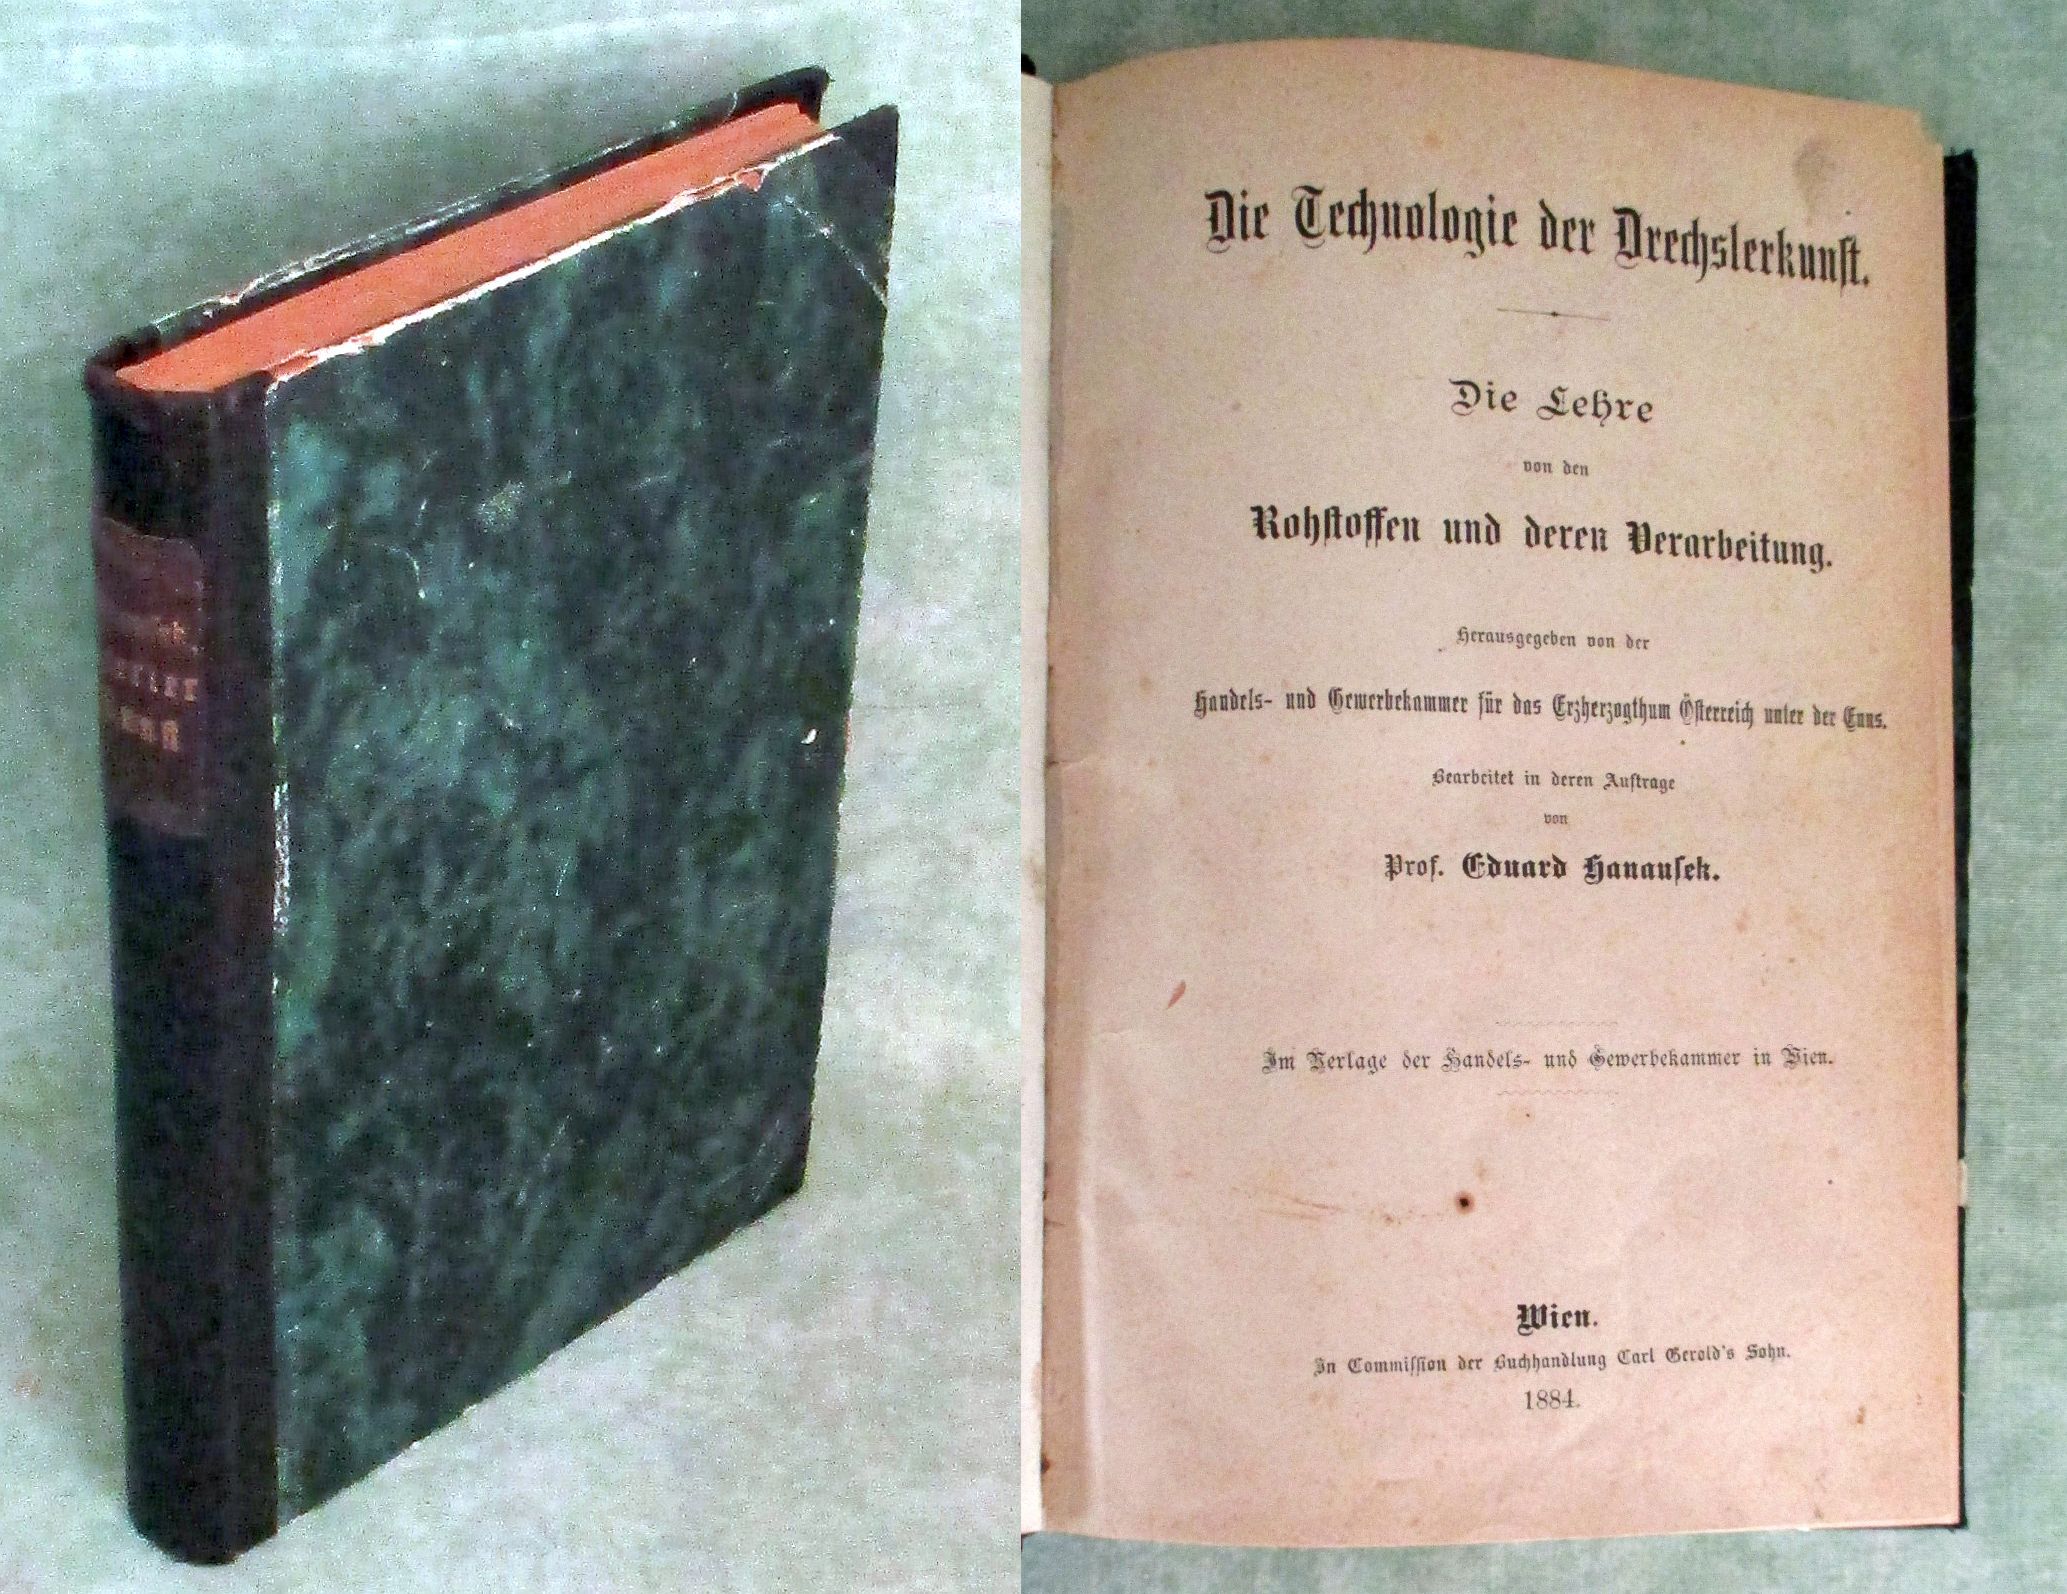 Die Technologie der Drechslerkunst.
Die Lehre
von den
Rohstoffen und deren Verarbeitung.
Herausgegeben von der
Handels- und Gewerbekammer für das Erzherzogthum Österreich unter der Enns.
Bearbeitet in deren Auftrage
von
Prof. Eduard Hanausek.
Im Verlage der Handels- und Gewerbekammer in Wien.
Wien.
In Commission der Buchhandlung Carl Gerold's Sohn.
1884.